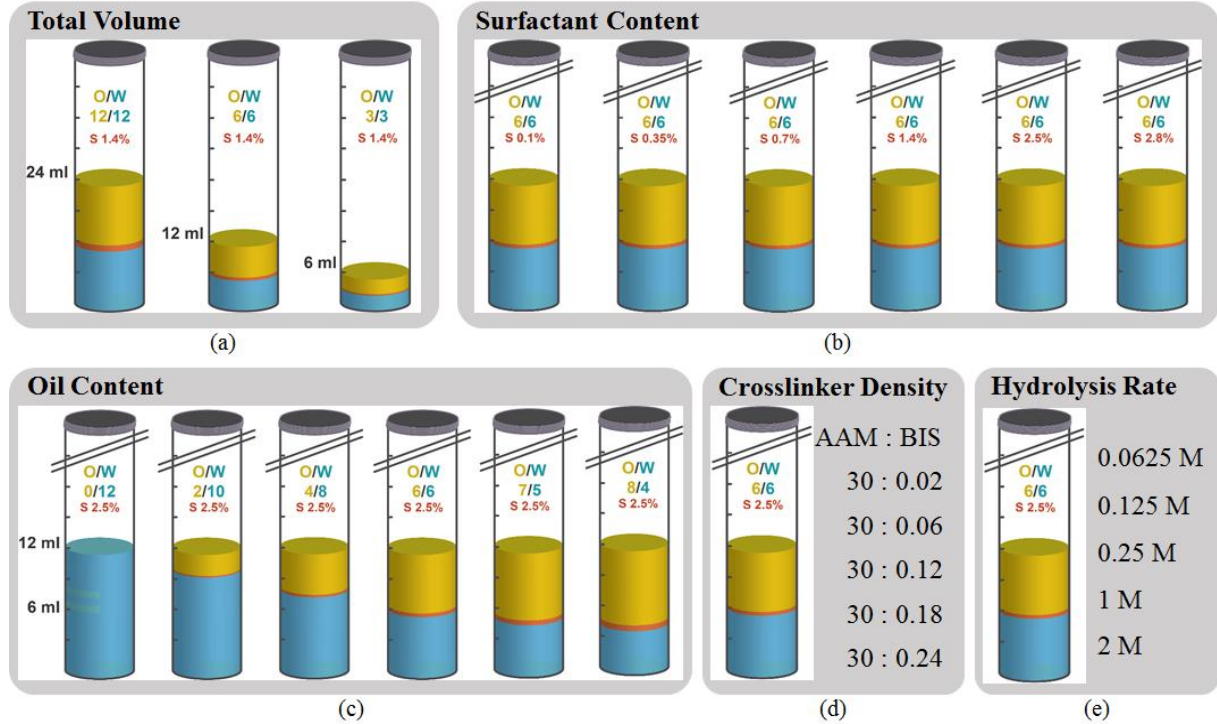 Total Volume
O/W
12/12
S 1.4%
O/W
6/6
S 1.4%
O/W
3/3
S 1.4%
24 ml
12 ml
6 ml
(a)
Surfactant Content
O/W
6/6
S 0.1%
O/W
6/6
S 0.35%
O/W
6/6
S 0.7%
O/W
6/6
S 1.4%
O/W
6/6
S 2.5%
O/W
6/6
S 2.8%
(b)
Oil Content
O/W
0/12
S 2.5%
O/W
2/10
S 2.5%
O/W
4/8
S 2.5%
O/W
6/6
S 2.5%
O/W
7/5
S 2.5%
O/W
8/4
S 2.5%
12 ml
6 ml
(c)
Crosslinker Density
O/W
6/6
S 2.5%
AAM : BIS
30 : 0.02
30 : 0.06
30 : 0.12
30 : 0.18
30 : 0.24
(d)
Hydrolysis Rate
O/W
6/6
S 2.5%
0.0625 M
0.125 M
0.25 M
1 M
2 M
(e)